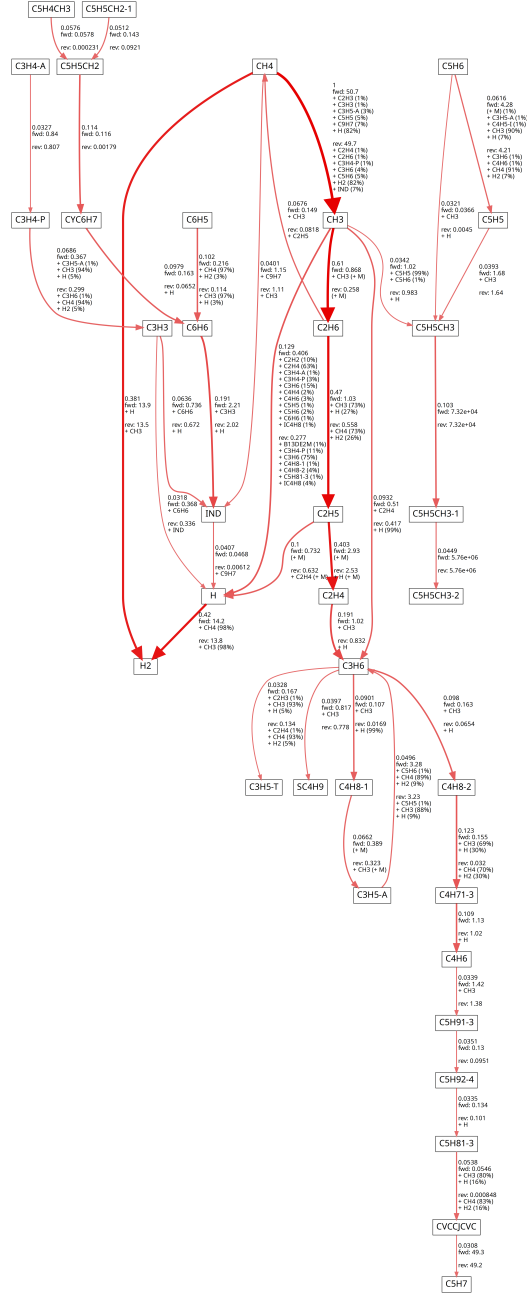 C5H4CH3
C5H5CH2-1
0.0576
fwd: 0.0578
rev: 0.000231
0.0512
fwd: 0.143
rev: 0.0921
C3H4-A
C5H5CH2
CH4
C5H6
0.0327
fwd: 0.84
rev: 0.807
0.114
fwd: 0.116
rev: 0.00179
1
fwd: 50.7
+ C2H3 (1%)
+ C3H3 (1%)
+ C3H5-A (3%)
+ C5H5 (5%)
+ C9H7 (7%)
+ H (82%)
rev: 49.7
+ C2H4 (1%)
+ C2H6 (1%)
+ C3H4-P (1%)
+ C3H6 (4%)
+ C5H6 (5%)
+ H2 (82%)
+ IND (7%)
0.0616
fwd: 4.28
(+ M) (1%)
+ C3H5-A (1%)
+ C4H5-I (1%)
+ CH3 (90%)
+ H (7%)
rev: 4.21
+ C3H6 (1%)
+ C4H6 (1%)
+ CH4 (91%)
+ H2 (7%)
0.0676
fwd: 0.149
+ CH3
rev: 0.0818
+ C2H5
0.0321
fwd: 0.0366
+ CH3
rev: 0.0045
+ H
C3H4-P
CYC6H7
C6H5
CH3
C5H5
0.0686
fwd: 0.367
+ C3H5-A (1%)
+ CH3 (94%)
+ H (5%)
rev: 0.299
+ C3H6 (1%)
+ CH4 (94%)
+ H2 (5%)
0.0979
fwd: 0.163
rev: 0.0652
+ H
0.102
fwd: 0.216
+ CH4 (97%)
+ H2 (3%)
rev: 0.114
+ CH3 (97%)
+ H (3%)
0.0401
fwd: 1.15
+ C9H7
rev: 1.11
+ CH3
0.61
fwd: 0.868
+ CH3 (+ M)
rev: 0.258
(+ M)
0.0342
fwd: 1.02
+ C5H5 (99%)
+ C5H6 (1%)
rev: 0.983
+ H
0.0393
fwd: 1.68
+ CH3
rev: 1.64
C3H3
C6H6
C2H6
C5H5CH3
0.381
fwd: 13.9
+ H
rev: 13.5
+ CH3
0.0636
fwd: 0.736
+ C6H6
rev: 0.672
+ H
0.191
fwd: 2.21
+ C3H3
rev: 2.02
+ H
0.129
fwd: 0.406
+ C2H2 (10%)
+ C2H4 (63%)
+ C3H4-A (1%)
+ C3H4-P (3%)
+ C3H6 (15%)
+ C4H4 (2%)
+ C4H6 (3%)
+ C5H5 (1%)
+ C5H6 (2%)
+ C6H6 (1%)
+ IC4H8 (1%)
rev: 0.277
+ B13DE2M (1%)
+ C3H4-P (11%)
+ C3H6 (75%)
+ C4H8-1 (1%)
+ C4H8-2 (4%)
+ C5H81-3 (1%)
+ IC4H8 (4%)
0.47
fwd: 1.03
+ CH3 (73%)
+ H (27%)
rev: 0.558
+ CH4 (73%)
+ H2 (26%)
0.103
fwd: 7.32e+04
rev: 7.32e+04
0.0932
fwd: 0.51
+ C2H4
rev: 0.417
+ H (99%)
0.0318
fwd: 0.368
+ C6H6
rev: 0.336
+ IND
IND
C2H5
C5H5CH3-1
0.0407
fwd: 0.0468
rev: 0.00612
+ C9H7
0.1
fwd: 0.732
(+ M)
rev: 0.632
+ C2H4 (+ M)
0.403
fwd: 2.93
(+ M)
rev: 2.53
+ H (+ M)
0.0449
fwd: 5.76e+06
rev: 5.76e+06
H
C2H4
C5H5CH3-2
0.42
fwd: 14.2
+ CH4 (98%)
rev: 13.8
+ CH3 (98%)
0.191
fwd: 1.02
+ CH3
rev: 0.832
+ H
H2
C3H6
0.0328
fwd: 0.167
+ C2H3 (1%)
+ CH3 (93%)
+ H (5%)
rev: 0.134
+ C2H4 (1%)
+ CH4 (93%)
+ H2 (5%)
0.0397
fwd: 0.817
+ CH3
rev: 0.778
0.0901
fwd: 0.107
+ CH3
rev: 0.0169
+ H (99%)
0.0496
fwd: 3.28
+ C5H6 (1%)
+ CH4 (89%)
+ H2 (9%)
rev: 3.23
+ C5H5 (1%)
+ CH3 (88%)
+ H (9%)
0.098
fwd: 0.163
+ CH3
rev: 0.0654
+ H
C3H5-T
SC4H9
C4H8-1
C4H8-2
0.0662
fwd: 0.389
(+ M)
rev: 0.323
+ CH3 (+ M)
0.123
fwd: 0.155
+ CH3 (69%)
+ H (30%)
rev: 0.032
+ CH4 (70%)
+ H2 (30%)
C3H5-A
C4H71-3
0.109
fwd: 1.13
rev: 1.02
+ H
C4H6
0.0339
fwd: 1.42
+ CH3
rev: 1.38
C5H91-3
0.0351
fwd: 0.13
rev: 0.0951
C5H92-4
0.0335
fwd: 0.134
rev: 0.101
+ H
C5H81-3
0.0538
fwd: 0.0546
+ CH3 (80%)
+ H (16%)
rev: 0.000848
+ CH4 (83%)
+ H2 (16%)
CVCCJCVC
0.0308
fwd: 49.3
rev: 49.2
C5H7